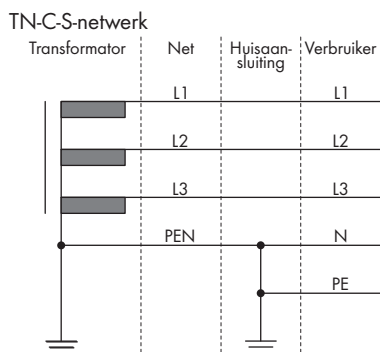 TN-C-S-netwerk
Transformator Net Huisaan- Verbruiker
sluiting
L1 L1
L2 L2
L3 L3
PEN N
PE